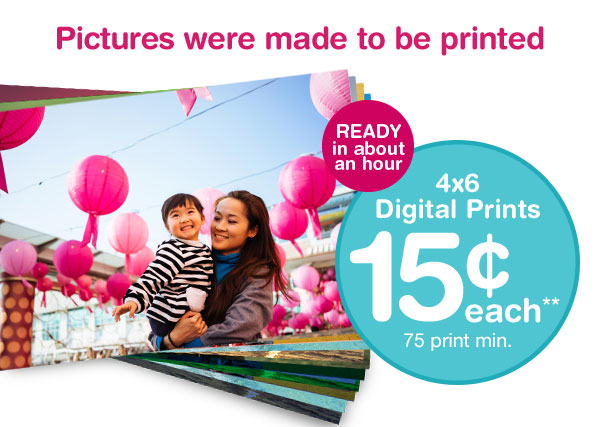 Pictures were made to be printed
READY
in about
an hour
4x6
Digital Prints
15¢
each**
75 print min.